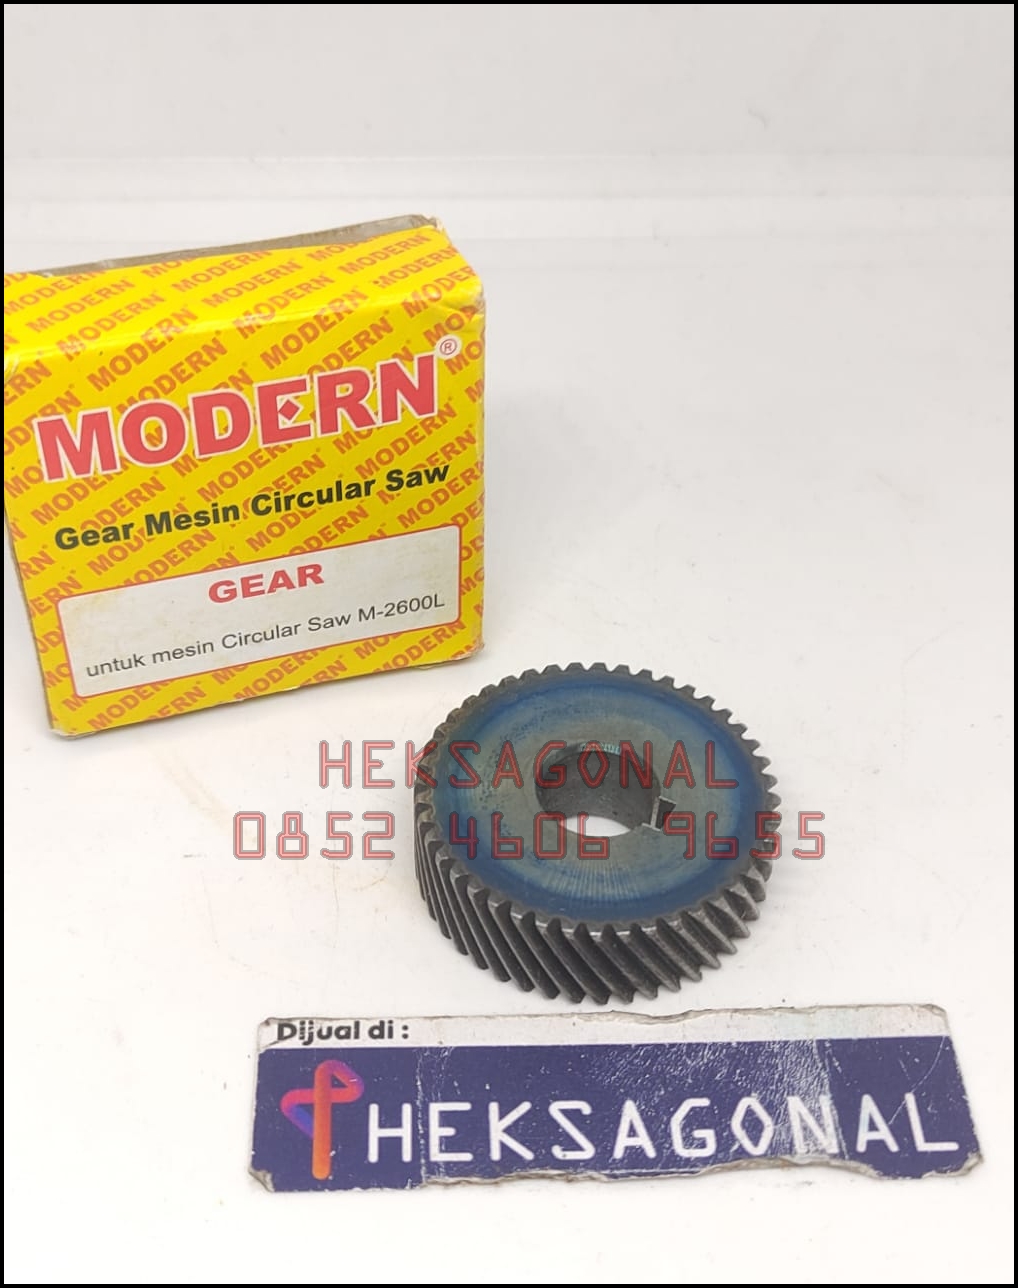 MODERN®
Gear Mesin Circular Saw
GEAR
untuk mesin Circular Saw M-2600L
HEKSAGONAL
0852 4606 9655
Dijual di :
HEKSAGONAL